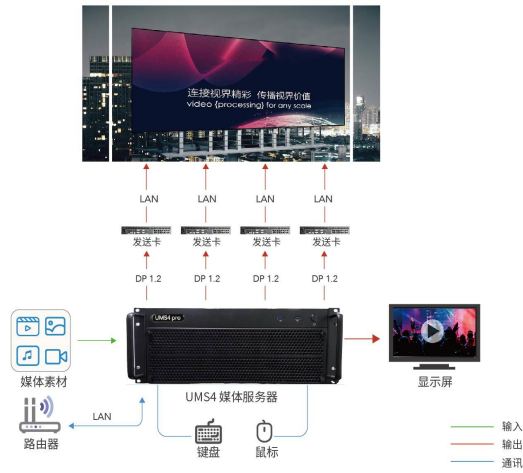 连接视界精彩 传播视界价值
video {processing} for any scale
LAN LAN LAN LAN
发送卡 发送卡 发送卡 发送卡
DP 1.2 DP 1.2 DP 1.2 DP 1.2
UMS4 pro
媒体素材
UMS4 媒体服务器
显示屏
LAN
路由器
键盘
鼠标
输入
输出
通讯